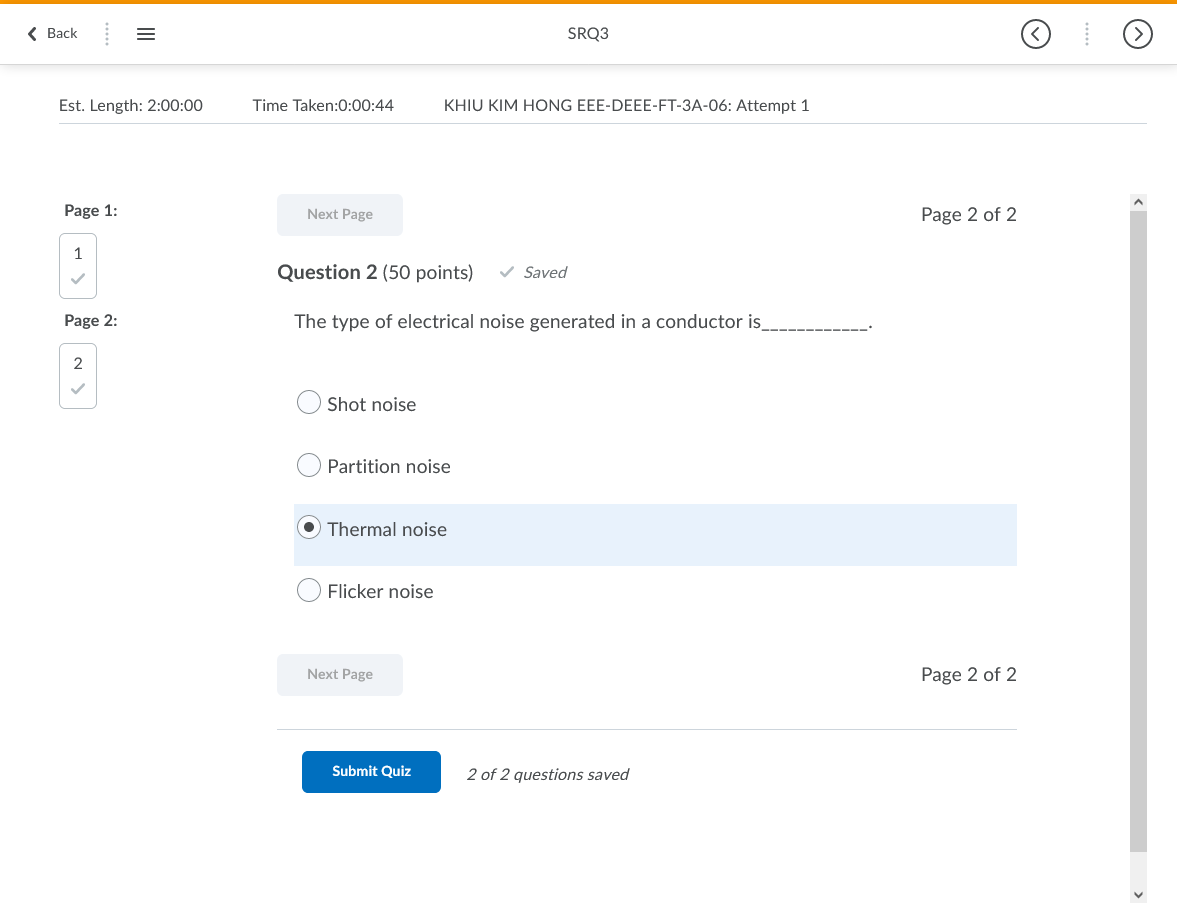 Back
SRQ3
Est. Length: 2:00:00 Time Taken:0:00:44 KHIU KIM HONG EEE-DEEE-FT-3A-06: Attempt 1
Page 1:
1
Page 2:
2
Next Page Page 2 of 2
Question 2 (50 points) Saved
The type of electrical noise generated in a conductor is____________.
Shot noise
Partition noise
Thermal noise
Flicker noise
Next Page Page 2 of 2
Submit Quiz 2 of 2 questions saved